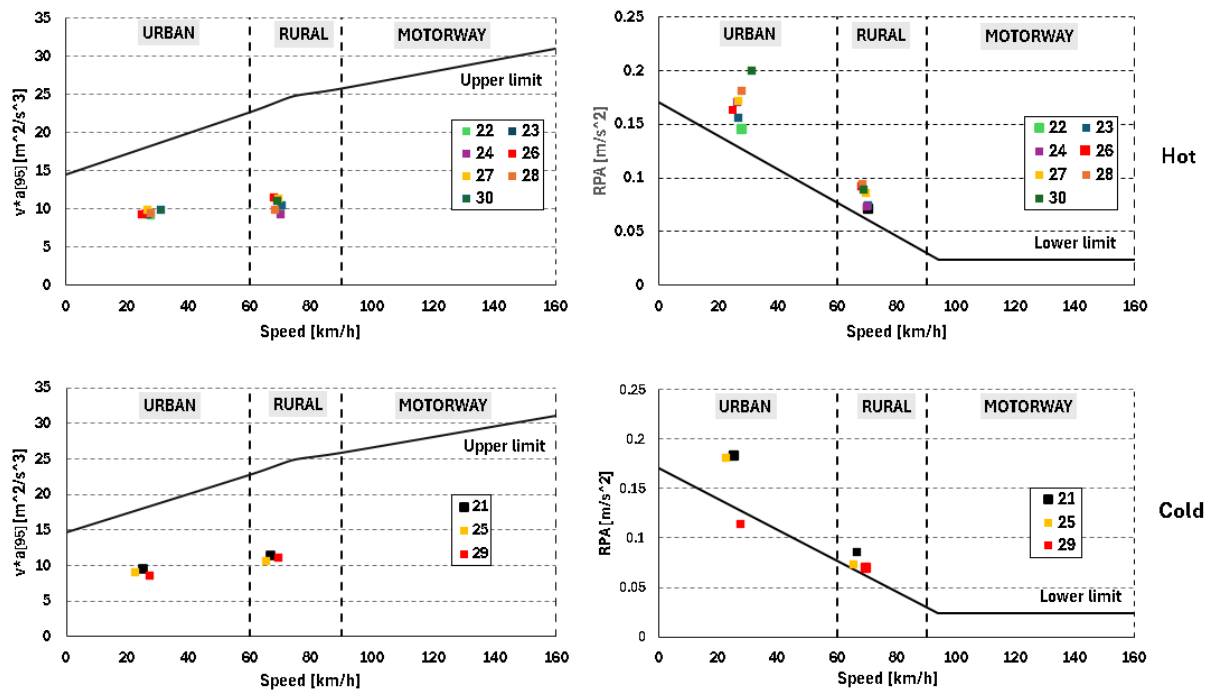 URBAN RURAL MOTORWAY
v*a[95] [m^2/s^3]
35
30
25
20
15
10
5
0
Upper limit
22 23
24 26
27 28
30
0 20 40 60 80 100 120 140 160
Speed [km/h]
URBAN RURAL MOTORWAY
RPA [m/s^2]
0.25
0.2
0.15
0.1
0.05
0
22 23
24 26
27 28
30
Lower limit
0 20 40 60 80 100 120 140 160
Speed [km/h]
Hot
URBAN RURAL MOTORWAY
v*a[95] [m^2/s^3]
35
30
25
20
15
10
5
0
Upper limit
21
25
29
0 20 40 60 80 100 120 140 160
Speed [km/h]
URBAN RURAL MOTORWAY
RPA [m/s^2]
0.25
0.2
0.15
0.1
0.05
0
21
25
29
Lower limit
0 20 40 60 80 100 120 140 160
Speed [km/h]
Cold